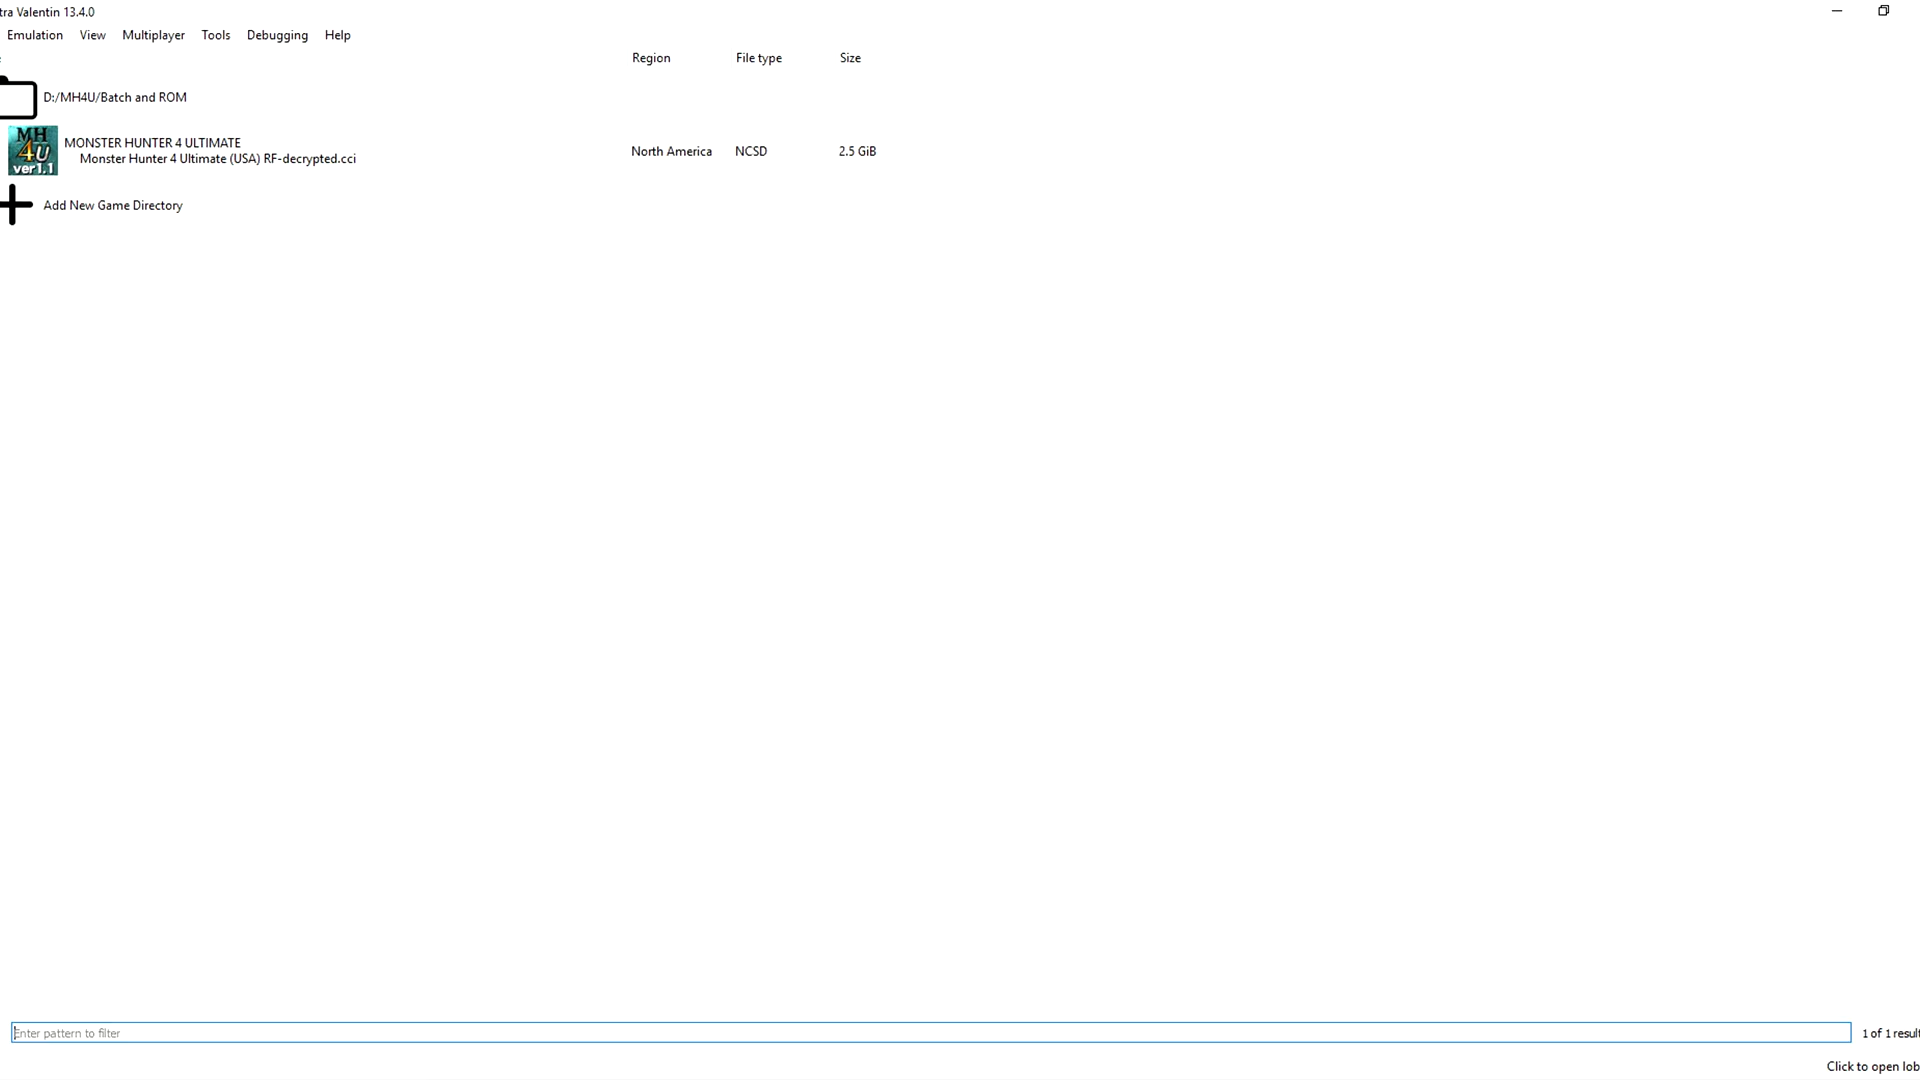 tra Valentin 13.4.0
Emulation View Multiplayer Tools Debugging Help
Region File type Size
D:/MH4U/Batch and ROM
MH
4U
ver1.1
MONSTER HUNTER 4 ULTIMATE
Monster Hunter 4 Ultimate (USA) RF-decrypted.cci
North America NCSD 2.5 GiB
Add New Game Directory
Enter pattern to filter
1 of 1 result
Click to open lob